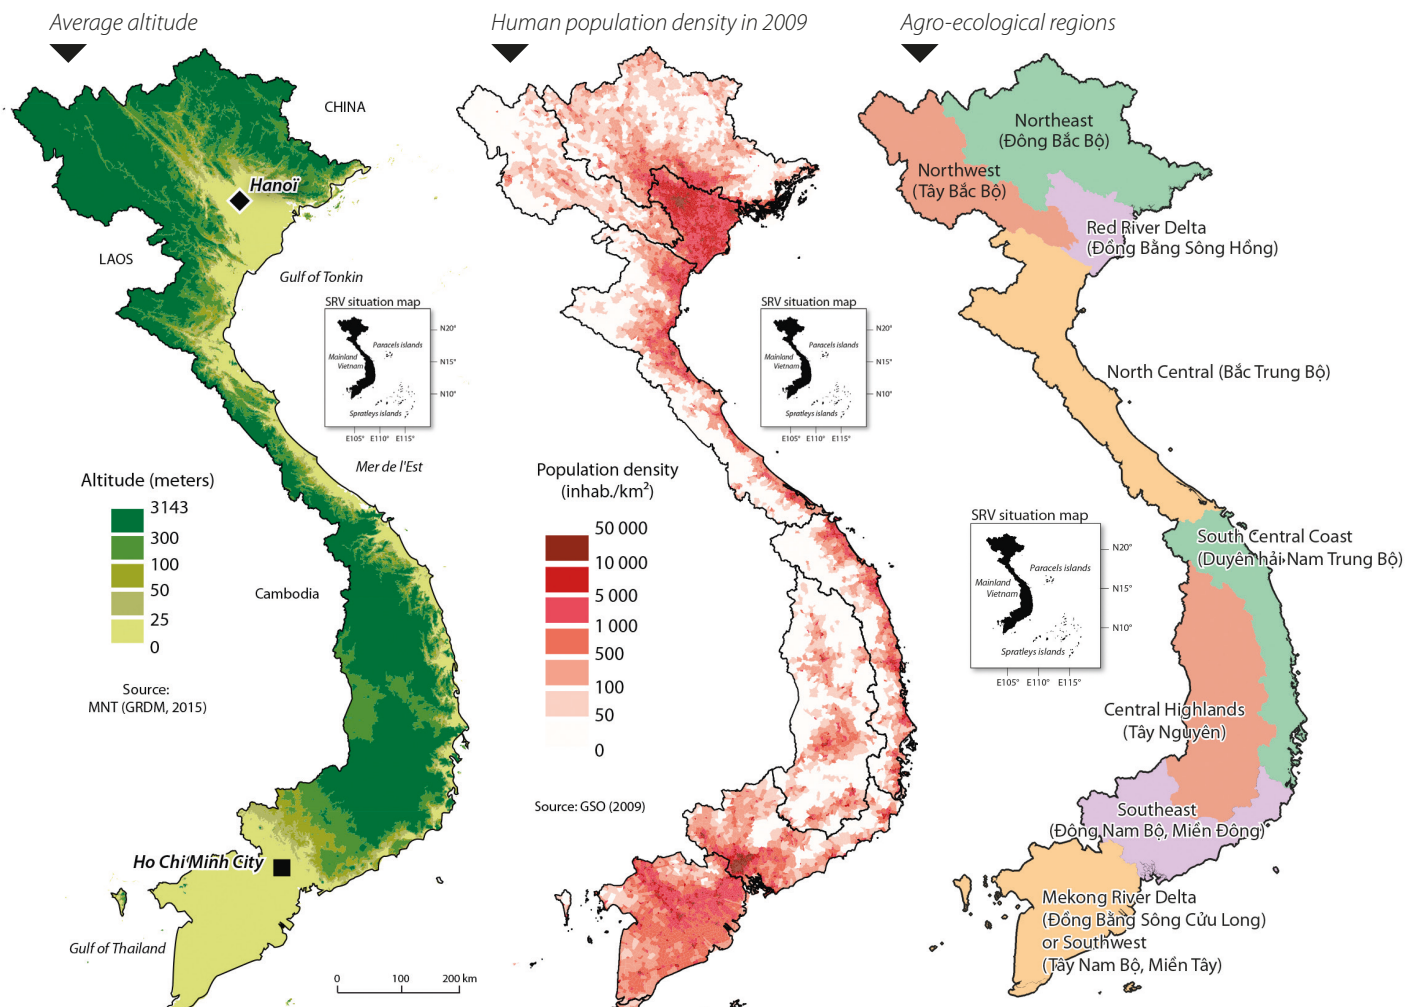 Average altitude
CHINA
Hanoï
LAOS
Gulf of Tonkin
SRV situation map
N20°
Paracels islands
Mainland
Vietnam
N15°
N10°
Spratleys islands
E105° E110° E115°
Mer de l'Est
Altitude (meters)
3143
300
100
50
25
0
Cambodia
Source:
MNT (GRDM, 2015)
Ho Chi Minh City
Gulf of Thailand
0 100 200 km
Human population density in 2009
SRV situation map
N20°
Paracels islands
Mainland
Vietnam
N15°
N10°
Spratleys islands
E105° E110° E115°
Population density
(inhab./km²)
50 000
10 000
5 000
1 000
500
100
50
0
Source: GSO (2009)
Agro-ecological regions
Northeast
(Đông Bắc Bộ)
Northwest
(Tây Bắc Bộ)
Red River Delta
(Đồng Bằng Sông Hồng)
North Central (Bắc Trung Bộ)
SRV situation map
N20°
Paracels islands
Mainland
Vietnam
N15°
N10°
Spratleys islands
E105° E110° E115°
South Central Coast
(Duyên hải Nam Trung Bộ)
Central Highlands
(Tây Nguyên)
Southeast
(Đông Nam Bộ, Miền Đông)
Mekong River Delta
(Đồng Bằng Sông Cửu Long)
or Southwest
(Tây Nam Bộ, Miền Tây)